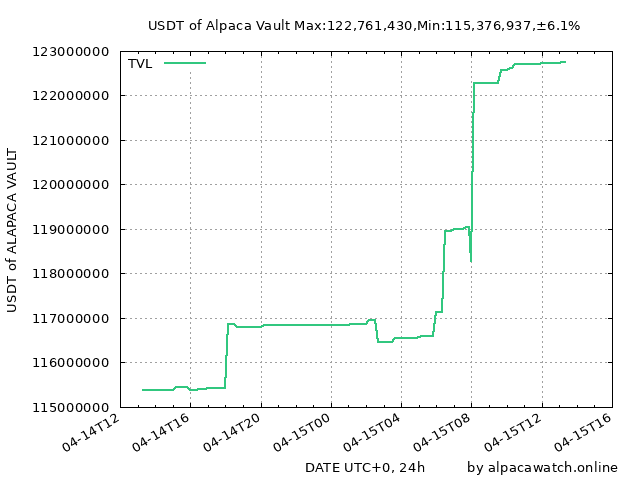 USDT of Alpaca Vault Max:122,761,430,Min:115,376,937,±6.1%
TVL
123000000
122000000
121000000
120000000
119000000
118000000
117000000
116000000
115000000
USDT of ALAPACA VAULT
04-14T12
04-14T16
04-14T20
04-15T00
04-15T04
04-15T08
04-15T12
04-15T16
DATE UTC+0, 24h
by alpacawatch.online